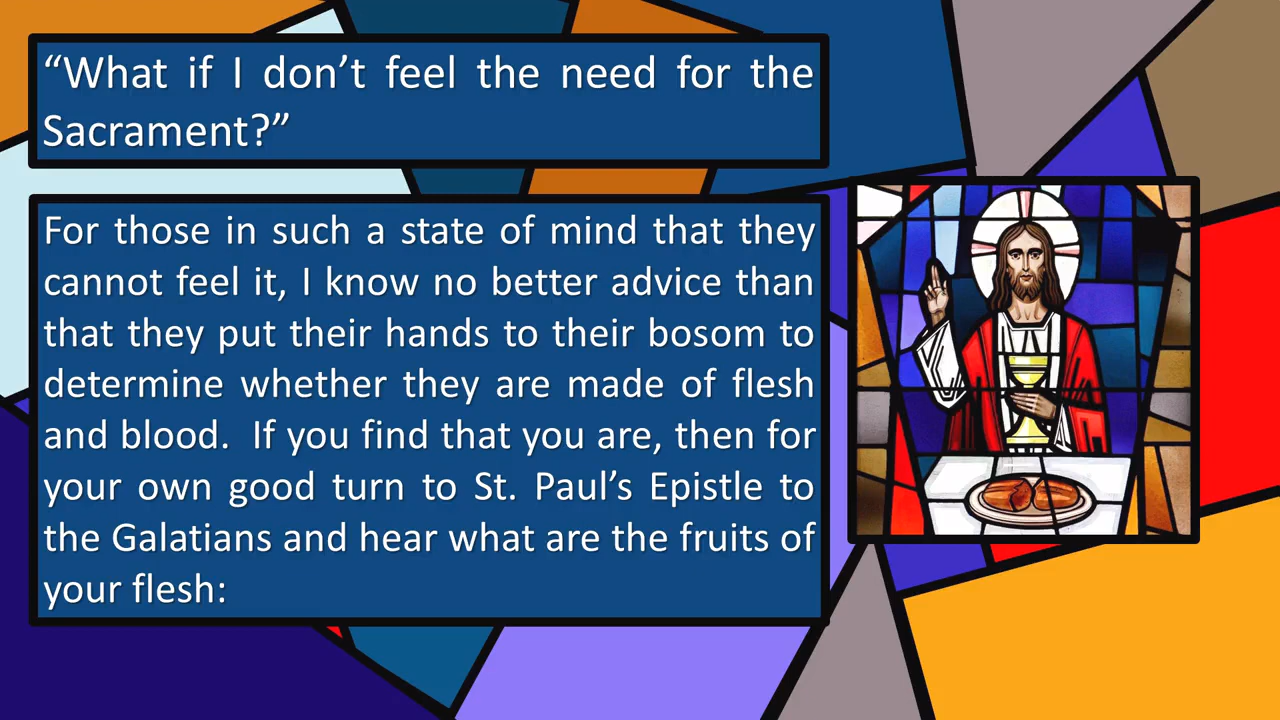 “What if I don’t feel the need for the
Sacrament?”
For those in such a state of mind that they
cannot feel it, I know no better advice than
that they put their hands to their bosom to
determine whether they are made of flesh
and blood.  If you find that you are, then for
your own good turn to St. Paul’s Epistle to
the Galatians and hear what are the fruits of
your flesh: